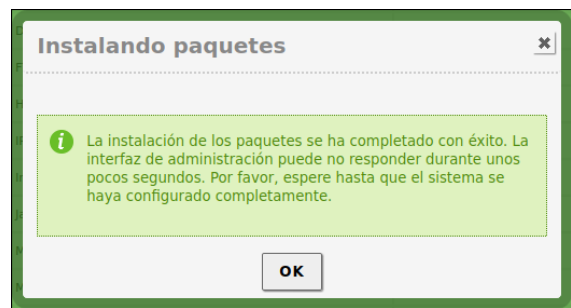 Instalando paquetes
La instalación de los paquetes se ha completado con éxito. La
interfaz de administración puede no responder durante unos
pocos segundos. Por favor, espere hasta que el sistema se
haya configurado completamente.
OK